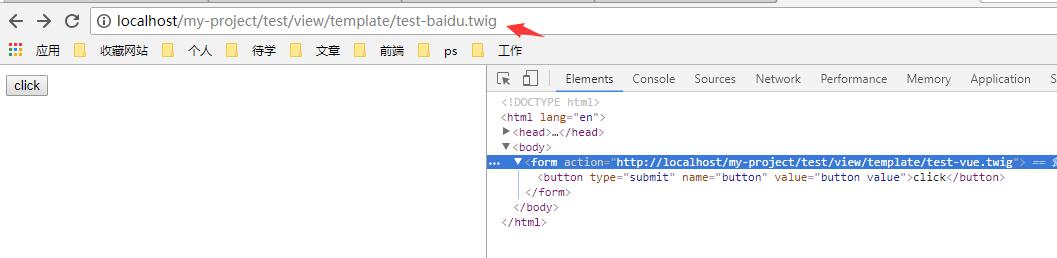 localhost/my-project/test/view/template/test-baidu.twig
应用 收藏网站 个人 待学 文章 前端 ps 工作
click
Elements Console Sources Network Performance Memory Application S
<!DOCTYPE html>
<html lang="en">
<head>…</head>
<body>
… <form action="http://localhost/my-project/test/view/template/test-vue.twig"> ==
<button type="submit" name="button" value="button value">click</button>
</form>
</body>
</html>